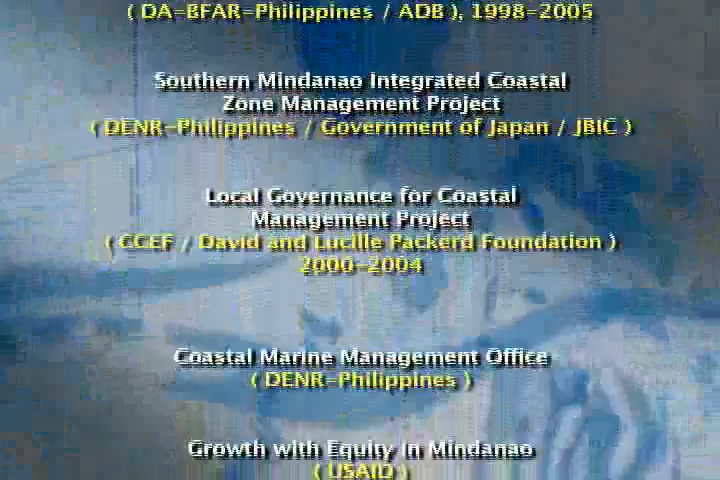 ( DA-BFAR-Philippines / ADB ), 1998-2005
Southern Mindanao Integrated Coastal
Zone Management Project
( DENR-Philippines / Government of Japan / JBIC )
Local Governance for Coastal
Management Project
( CCEF / David and Lucille Packerd Foundation )
2000-2004
Coastal Marine Management Office
( DENR-Philippines )
Growth with Equity in Mindanao
( USAID )